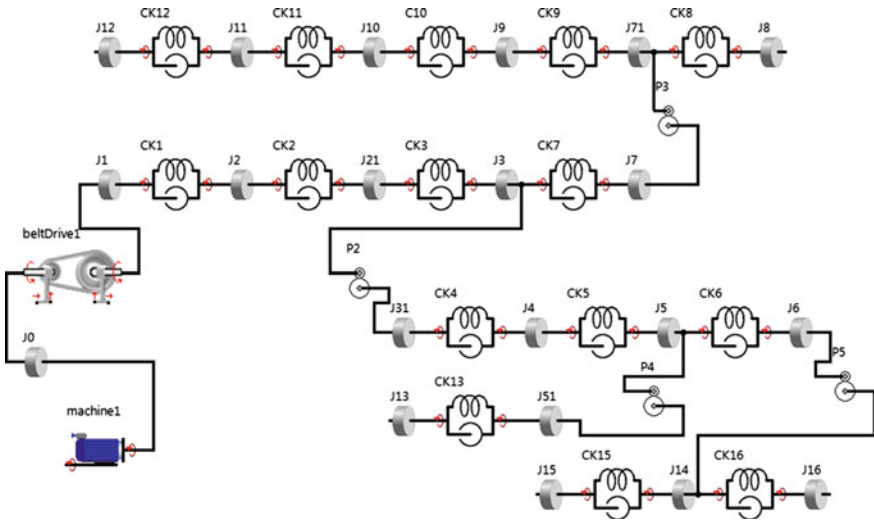 CK12 CK11 C10 CK9 CK8
J12 J11 J10 J9 J71 J8
P3
CK1 CK2 CK3 CK7
J1 J2 J21 J3 J7
beltDrive1
P2
CK4 CK5 CK6
J31 J4 J5 J6
J0
P4 P5
CK13
J13 J51
machine1
CK15 CK16
J15 J14 J16